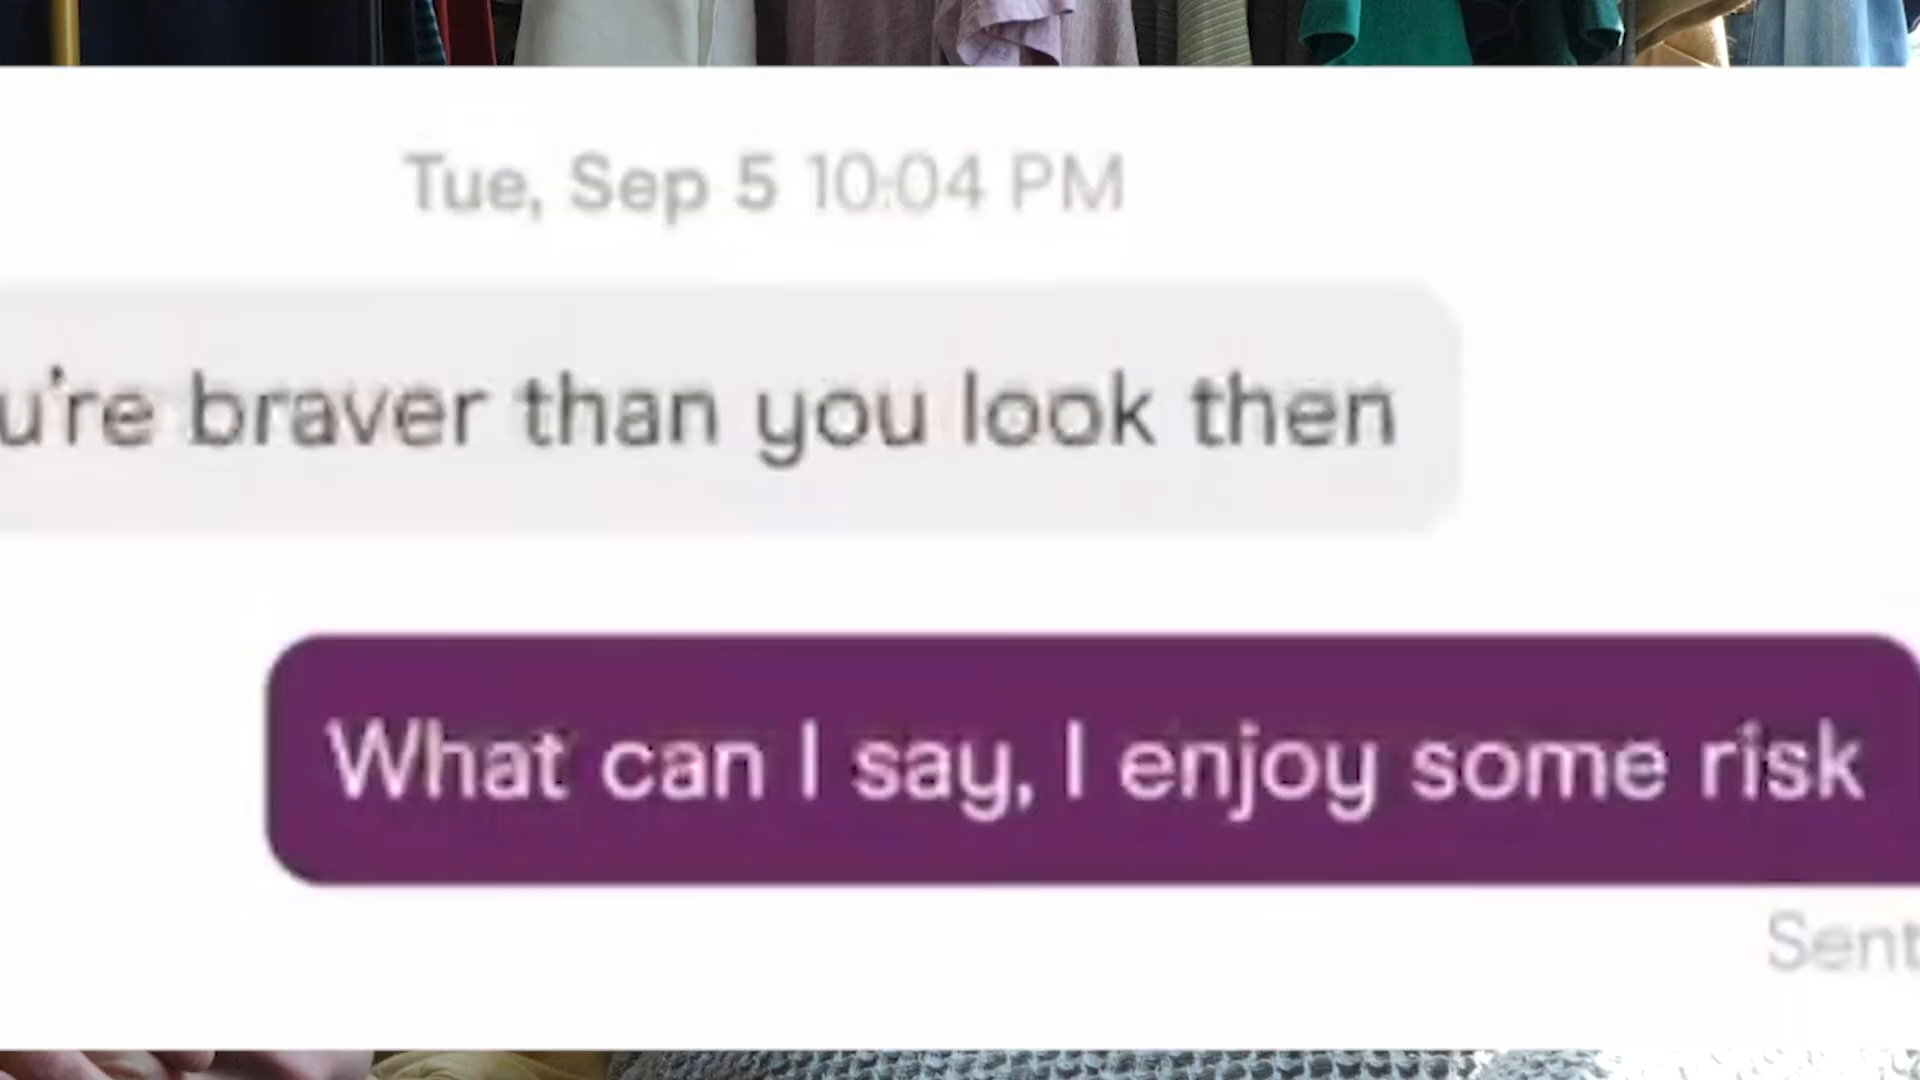 Tue, Sep 5 10:04 PM
u're braver than you look then
What can I say, I enjoy some risk
Sent